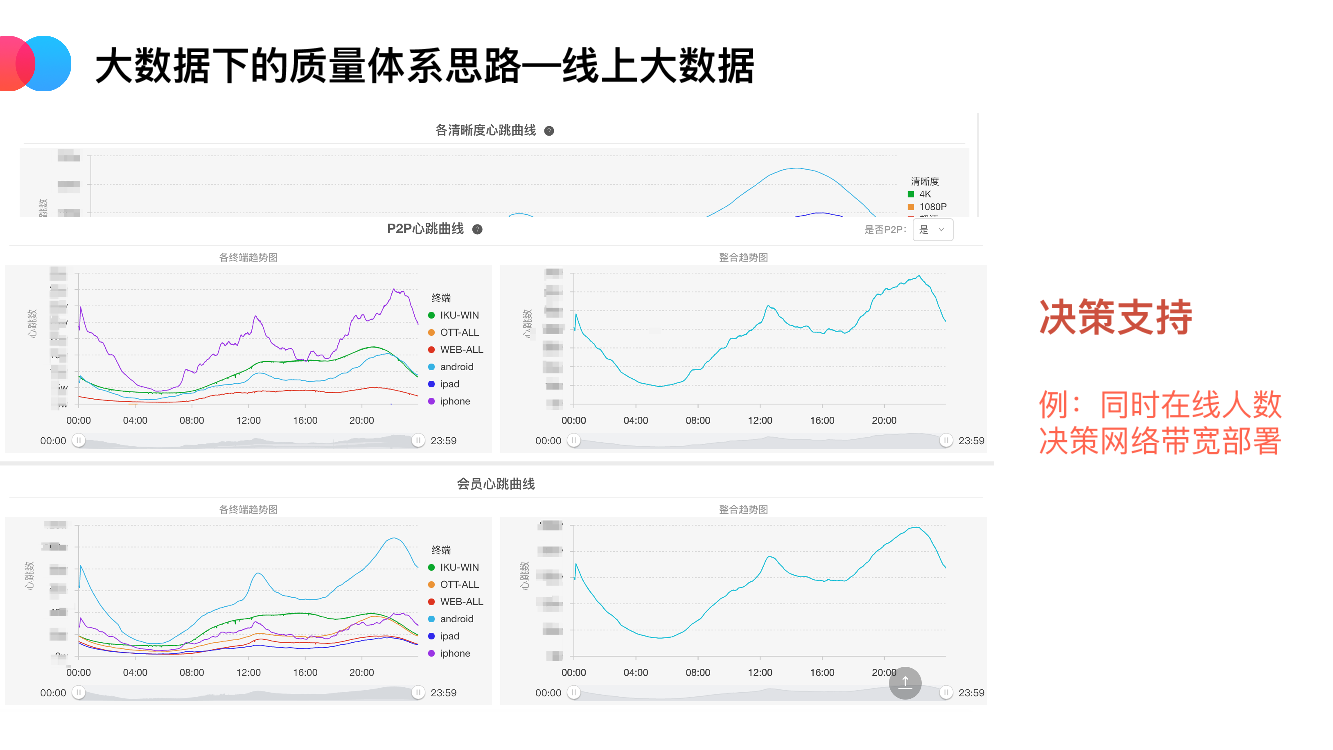 大数据下的质量体系思路—线上大数据
各清晰度心跳曲线 ?
清晰度
4K
1080P
P2P心跳曲线 ?
是否P2P: 是
各终端趋势图
整合趋势图
心跳数
终端
IKU-WIN
OTT-ALL
WEB-ALL
android
ipad
iphone
00:00 04:00 08:00 12:00 16:00 20:00
00:00 23:59
心跳数
00:00 04:00 08:00 12:00 16:00 20:00
00:00 23:59
会员心跳曲线
各终端趋势图
整合趋势图
心跳数
终端
IKU-WIN
OTT-ALL
WEB-ALL
android
ipad
iphone
00:00 04:00 08:00 12:00 16:00 20:00
00:00 23:59
心跳数
00:00 04:00 08:00 12:00 16:00 20:00
00:00 23:59
决策支持
例：同时在线人数
决策网络带宽部署